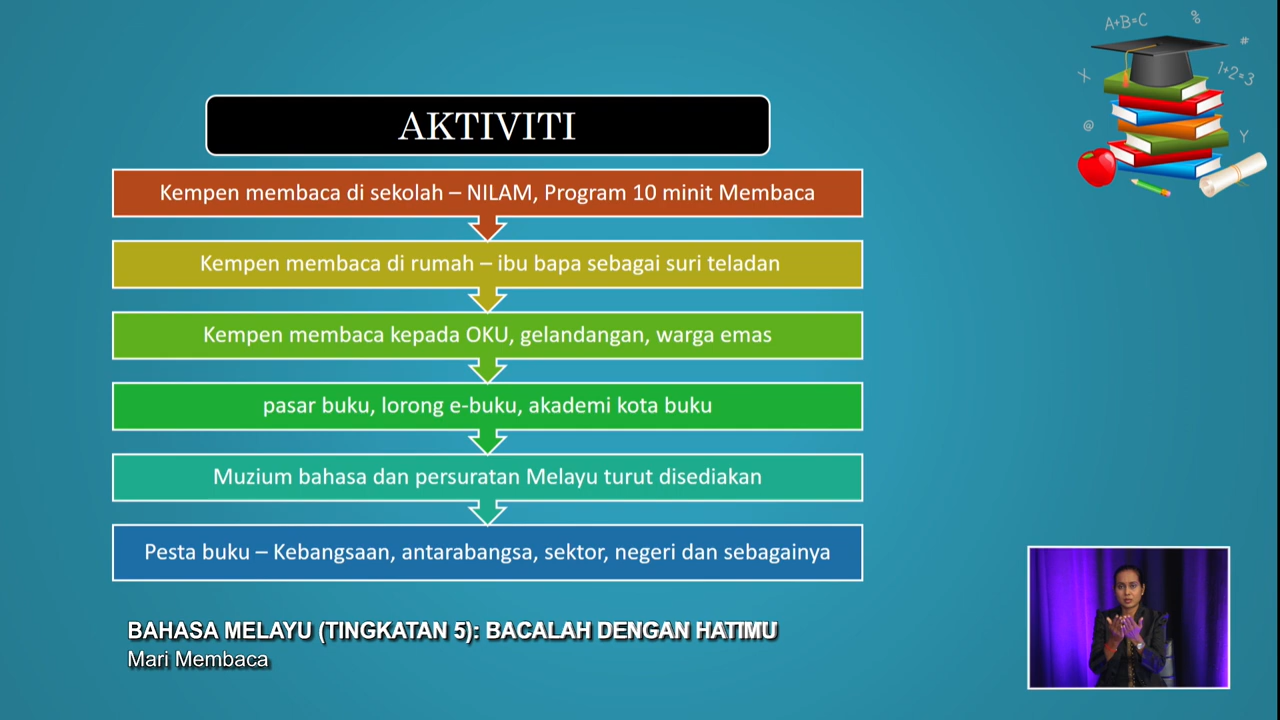 A+B=C
%
#
X
1+2=3
@
Y
AKTIVITI
Kempen membaca di sekolah – NILAM, Program 10 minit Membaca
Kempen membaca di rumah – ibu bapa sebagai suri teladan
Kempen membaca kepada OKU, gelandangan, warga emas
pasar buku, lorong e-buku, akademi kota buku
Muzium bahasa dan persuratan Melayu turut disediakan
Pesta buku – Kebangsaan, antarabangsa, sektor, negeri dan sebagainya
BAHASA MELAYU (TINGKATAN 5): BACALAH DENGAN HATIMU
Mari Membaca